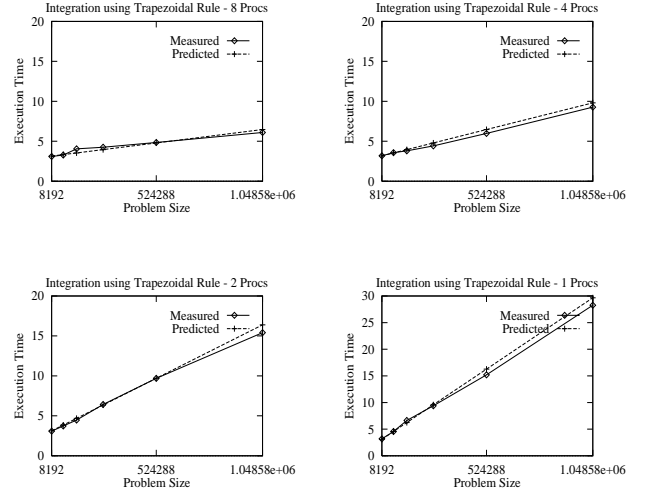 Integration using Trapezoidal Rule - 8 Procs
20
15
10
5
0
Execution Time
Measured
Predicted
8192
524288
1.04858e+06
Problem Size
Integration using Trapezoidal Rule - 4 Procs
20
15
10
5
0
Execution Time
Measured
Predicted
8192
524288
1.04858e+06
Problem Size
Integration using Trapezoidal Rule - 2 Procs
20
15
10
5
0
Execution Time
Measured
Predicted
8192
524288
1.04858e+06
Problem Size
Integration using Trapezoidal Rule - 1 Procs
30
25
20
15
10
5
0
Execution Time
Measured
Predicted
8192
524288
1.04858e+06
Problem Size